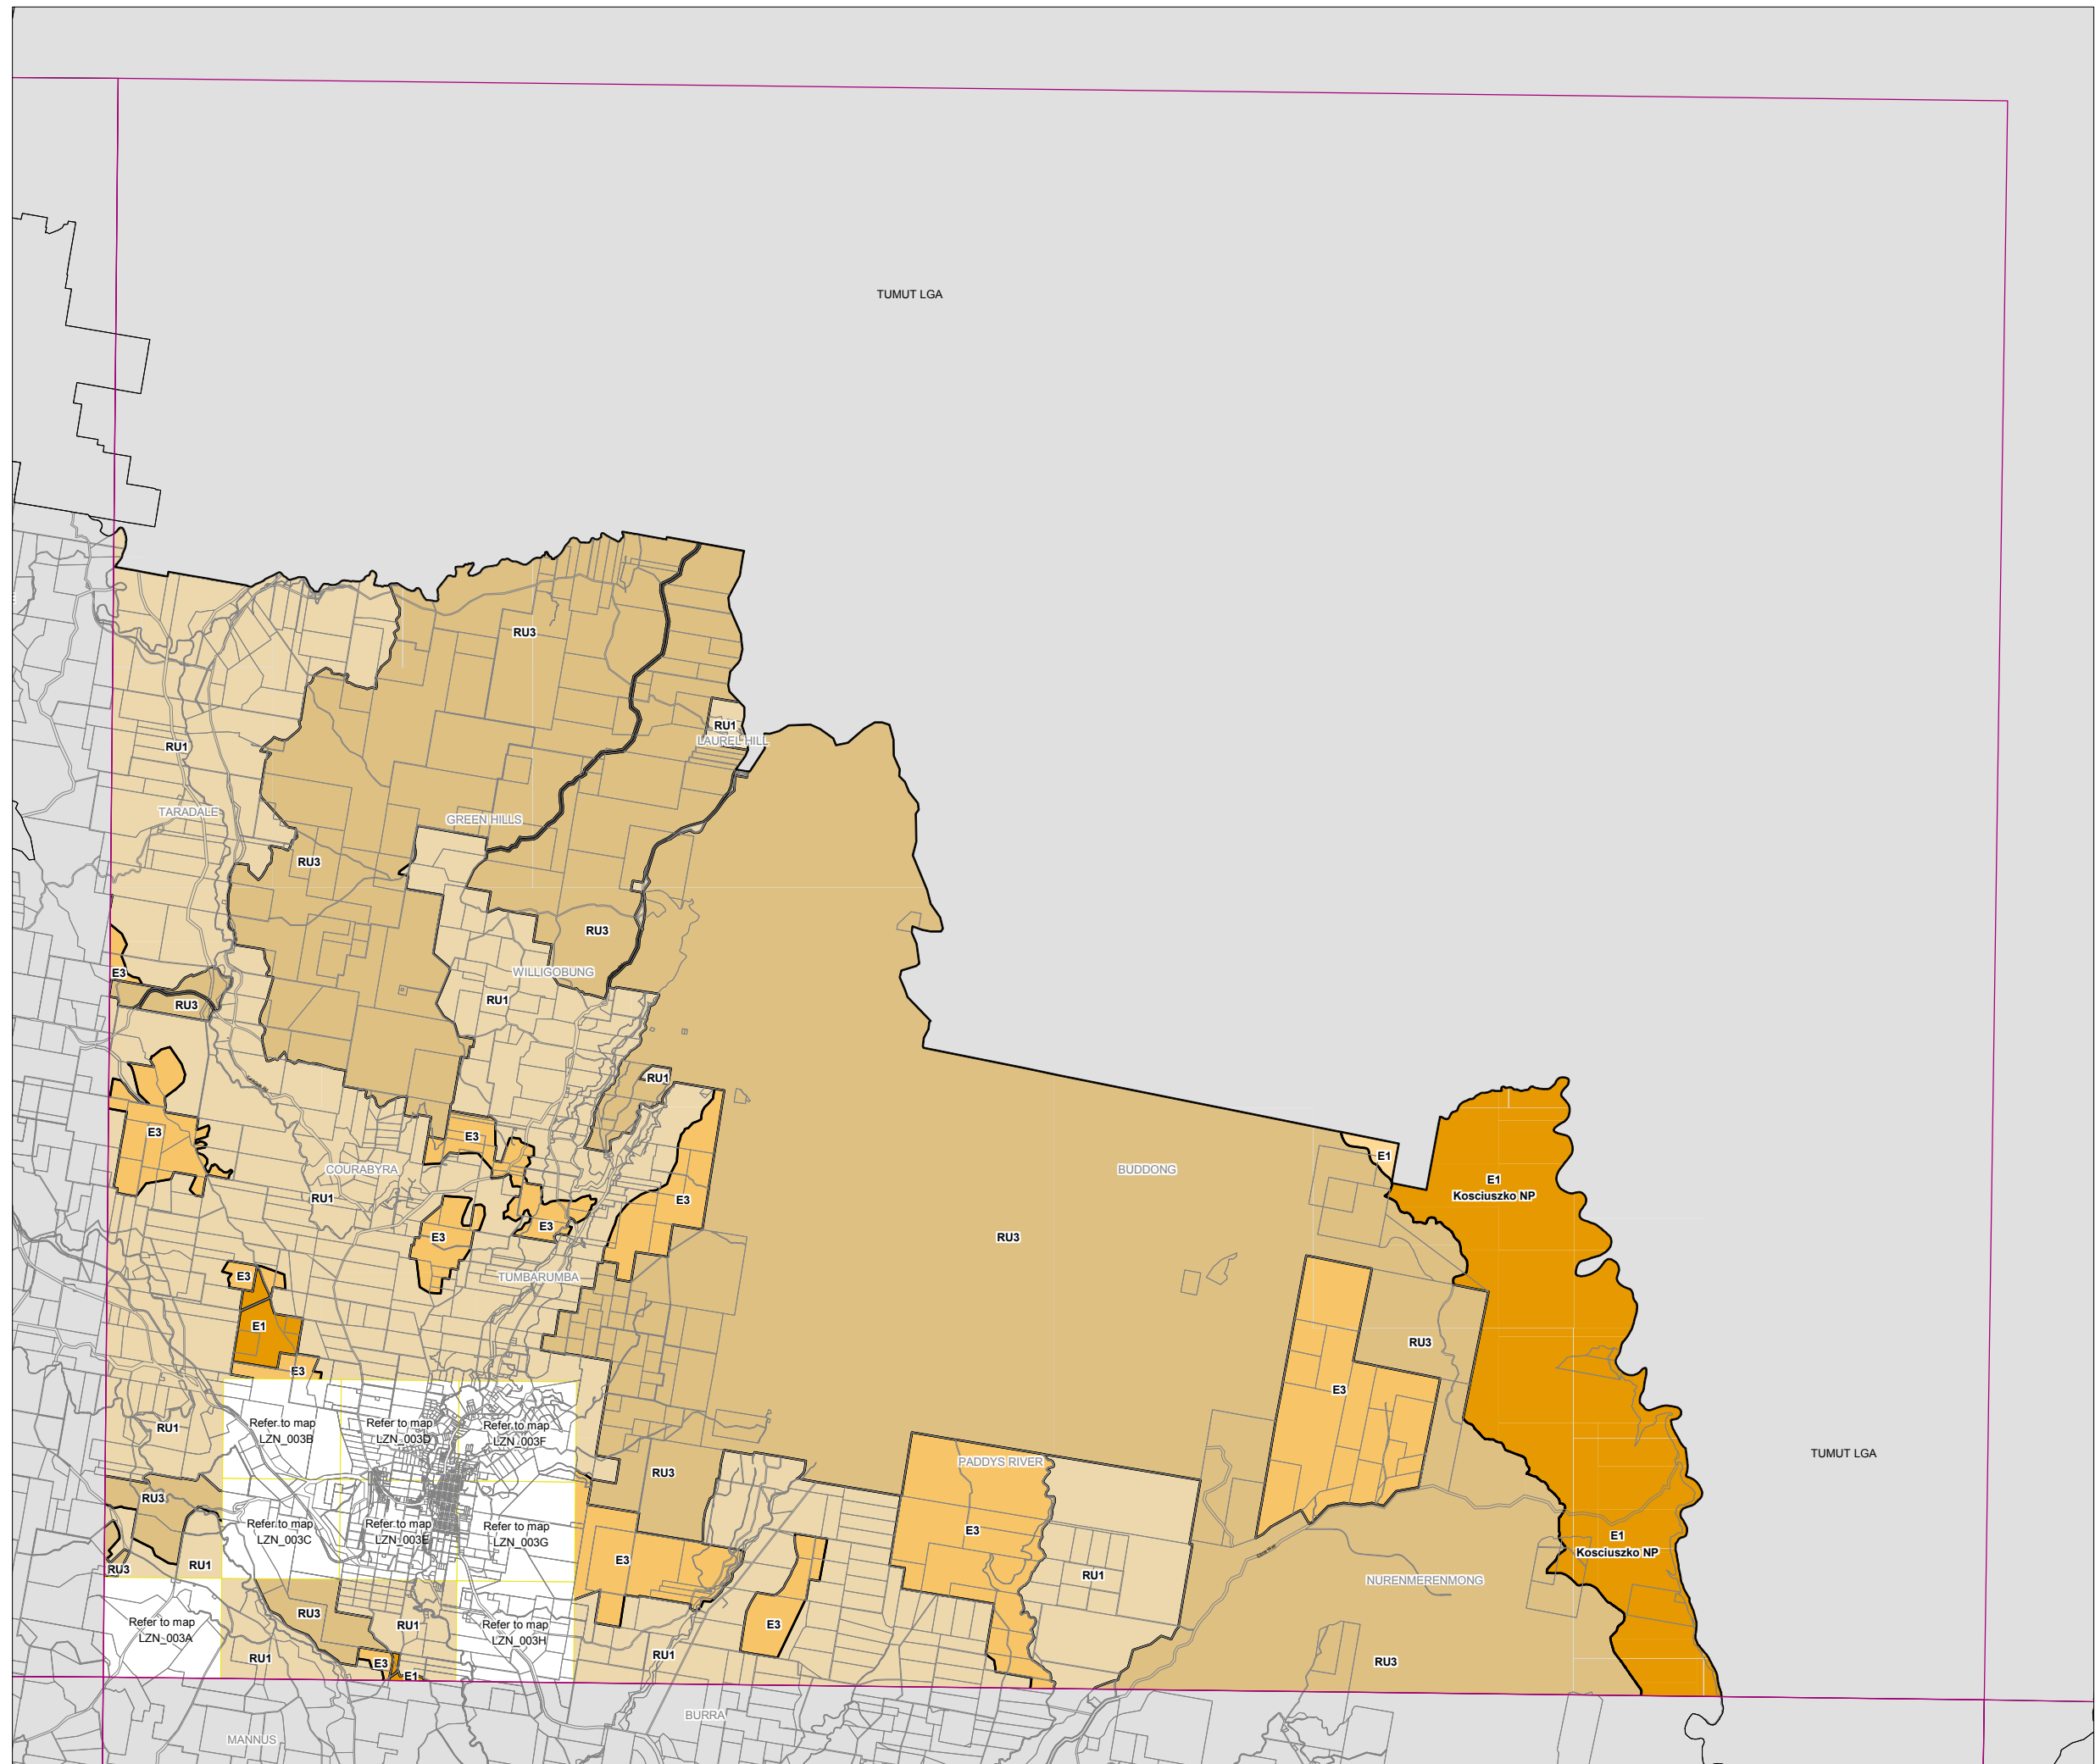 TUMUT LGA
RU3
RU1
LAUREL HILL
RU1
TARADALE
GREEN HILLS
RU3
RU3
WILLIGOBUNG
E3
RU1
RU3
RU1
E3
E3
E1
COURABYRA
BUDDONG
E1
Kosciuszko NP
RU1
E3
E3
E3
RU3
TUMBARUMBA
E3
E1
RU3
E3
E3
RU1
Refer to map
LZN_003B
Refer to map
LZN_003D
Refer to map
LZN_003F
TUMUT LGA
PADDYS RIVER
RU3
RU3
Refer to map
LZN_003C
Refer to map
LZN_003E
Refer to map
LZN_003G
E3
E1
Kosciuszko NP
E3
RU3
RU1
RU1
NURENMERENMONG
Refer to map
LZN_003A
RU3
RU1
Refer to map
LZN_003H
E3
RU1
E3
RU1
RU3
E1
BURRA
MANNUS